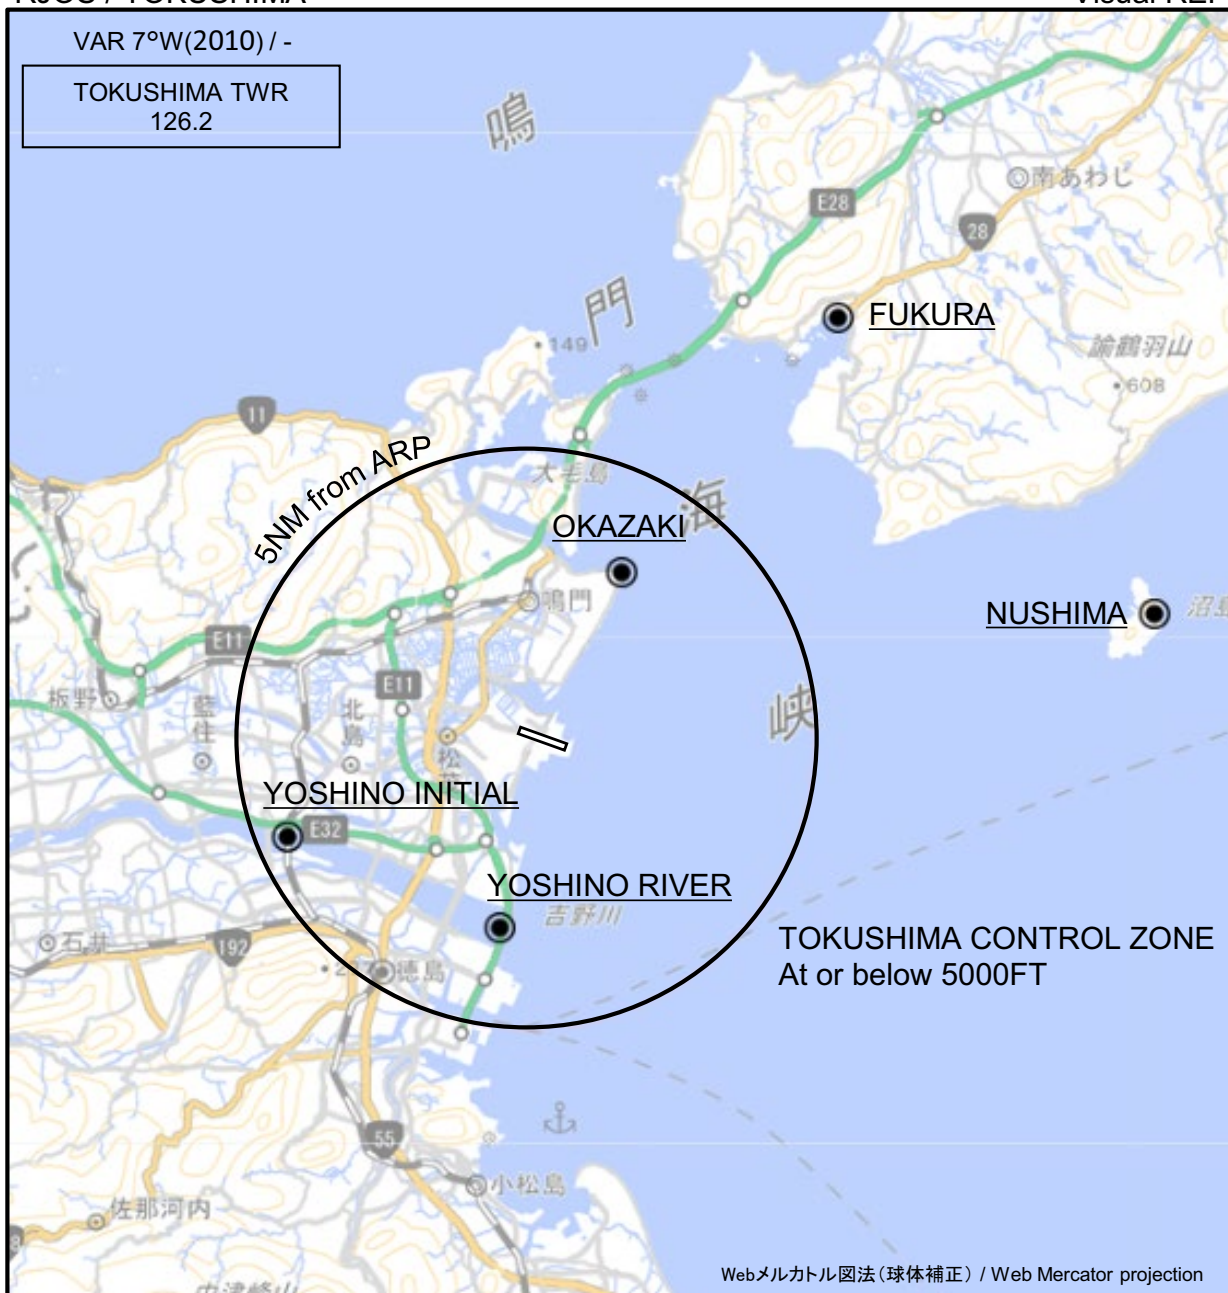 VAR 7°W(2010) / -
TOKUSHIMA TWR
126.2
鳴
南あわじ
E28
28
門
FUKURA
149
諭鶴羽山
608
11
5NM from ARP
大毛島
海
OKAZAKI
鳴門
NUSHIMA
沼島
E11
E11
板野
藍住
北島
峡
松茂
YOSHINO INITIAL
E32
YOSHINO RIVER
吉野川
石井
192
徳島
TOKUSHIMA CONTROL ZONE
At or below 5000FT
55
小松島
佐那河内
Webメルカトル図法(球体補正) / Web Mercator projection